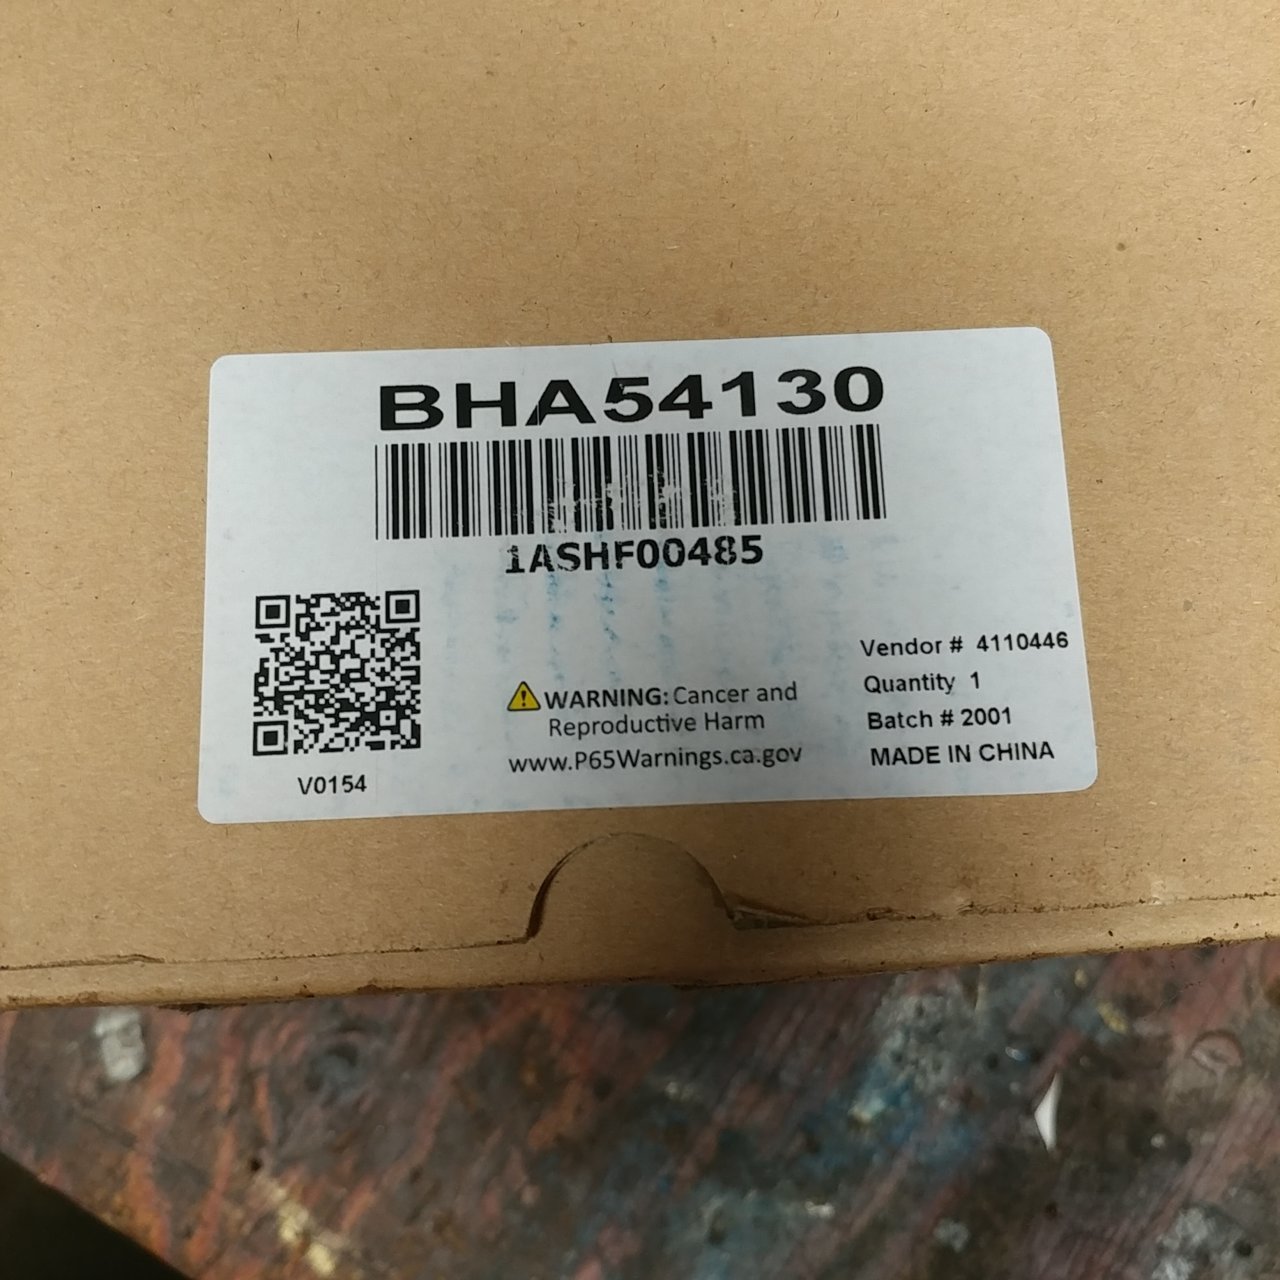 BHA54130
1ASHF00485
V0154
WARNING: Cancer and
Reproductive Harm
www.P65Warnings.ca.gov
Vendor # 4110446
Quantity 1
Batch # 2001
MADE IN CHINA